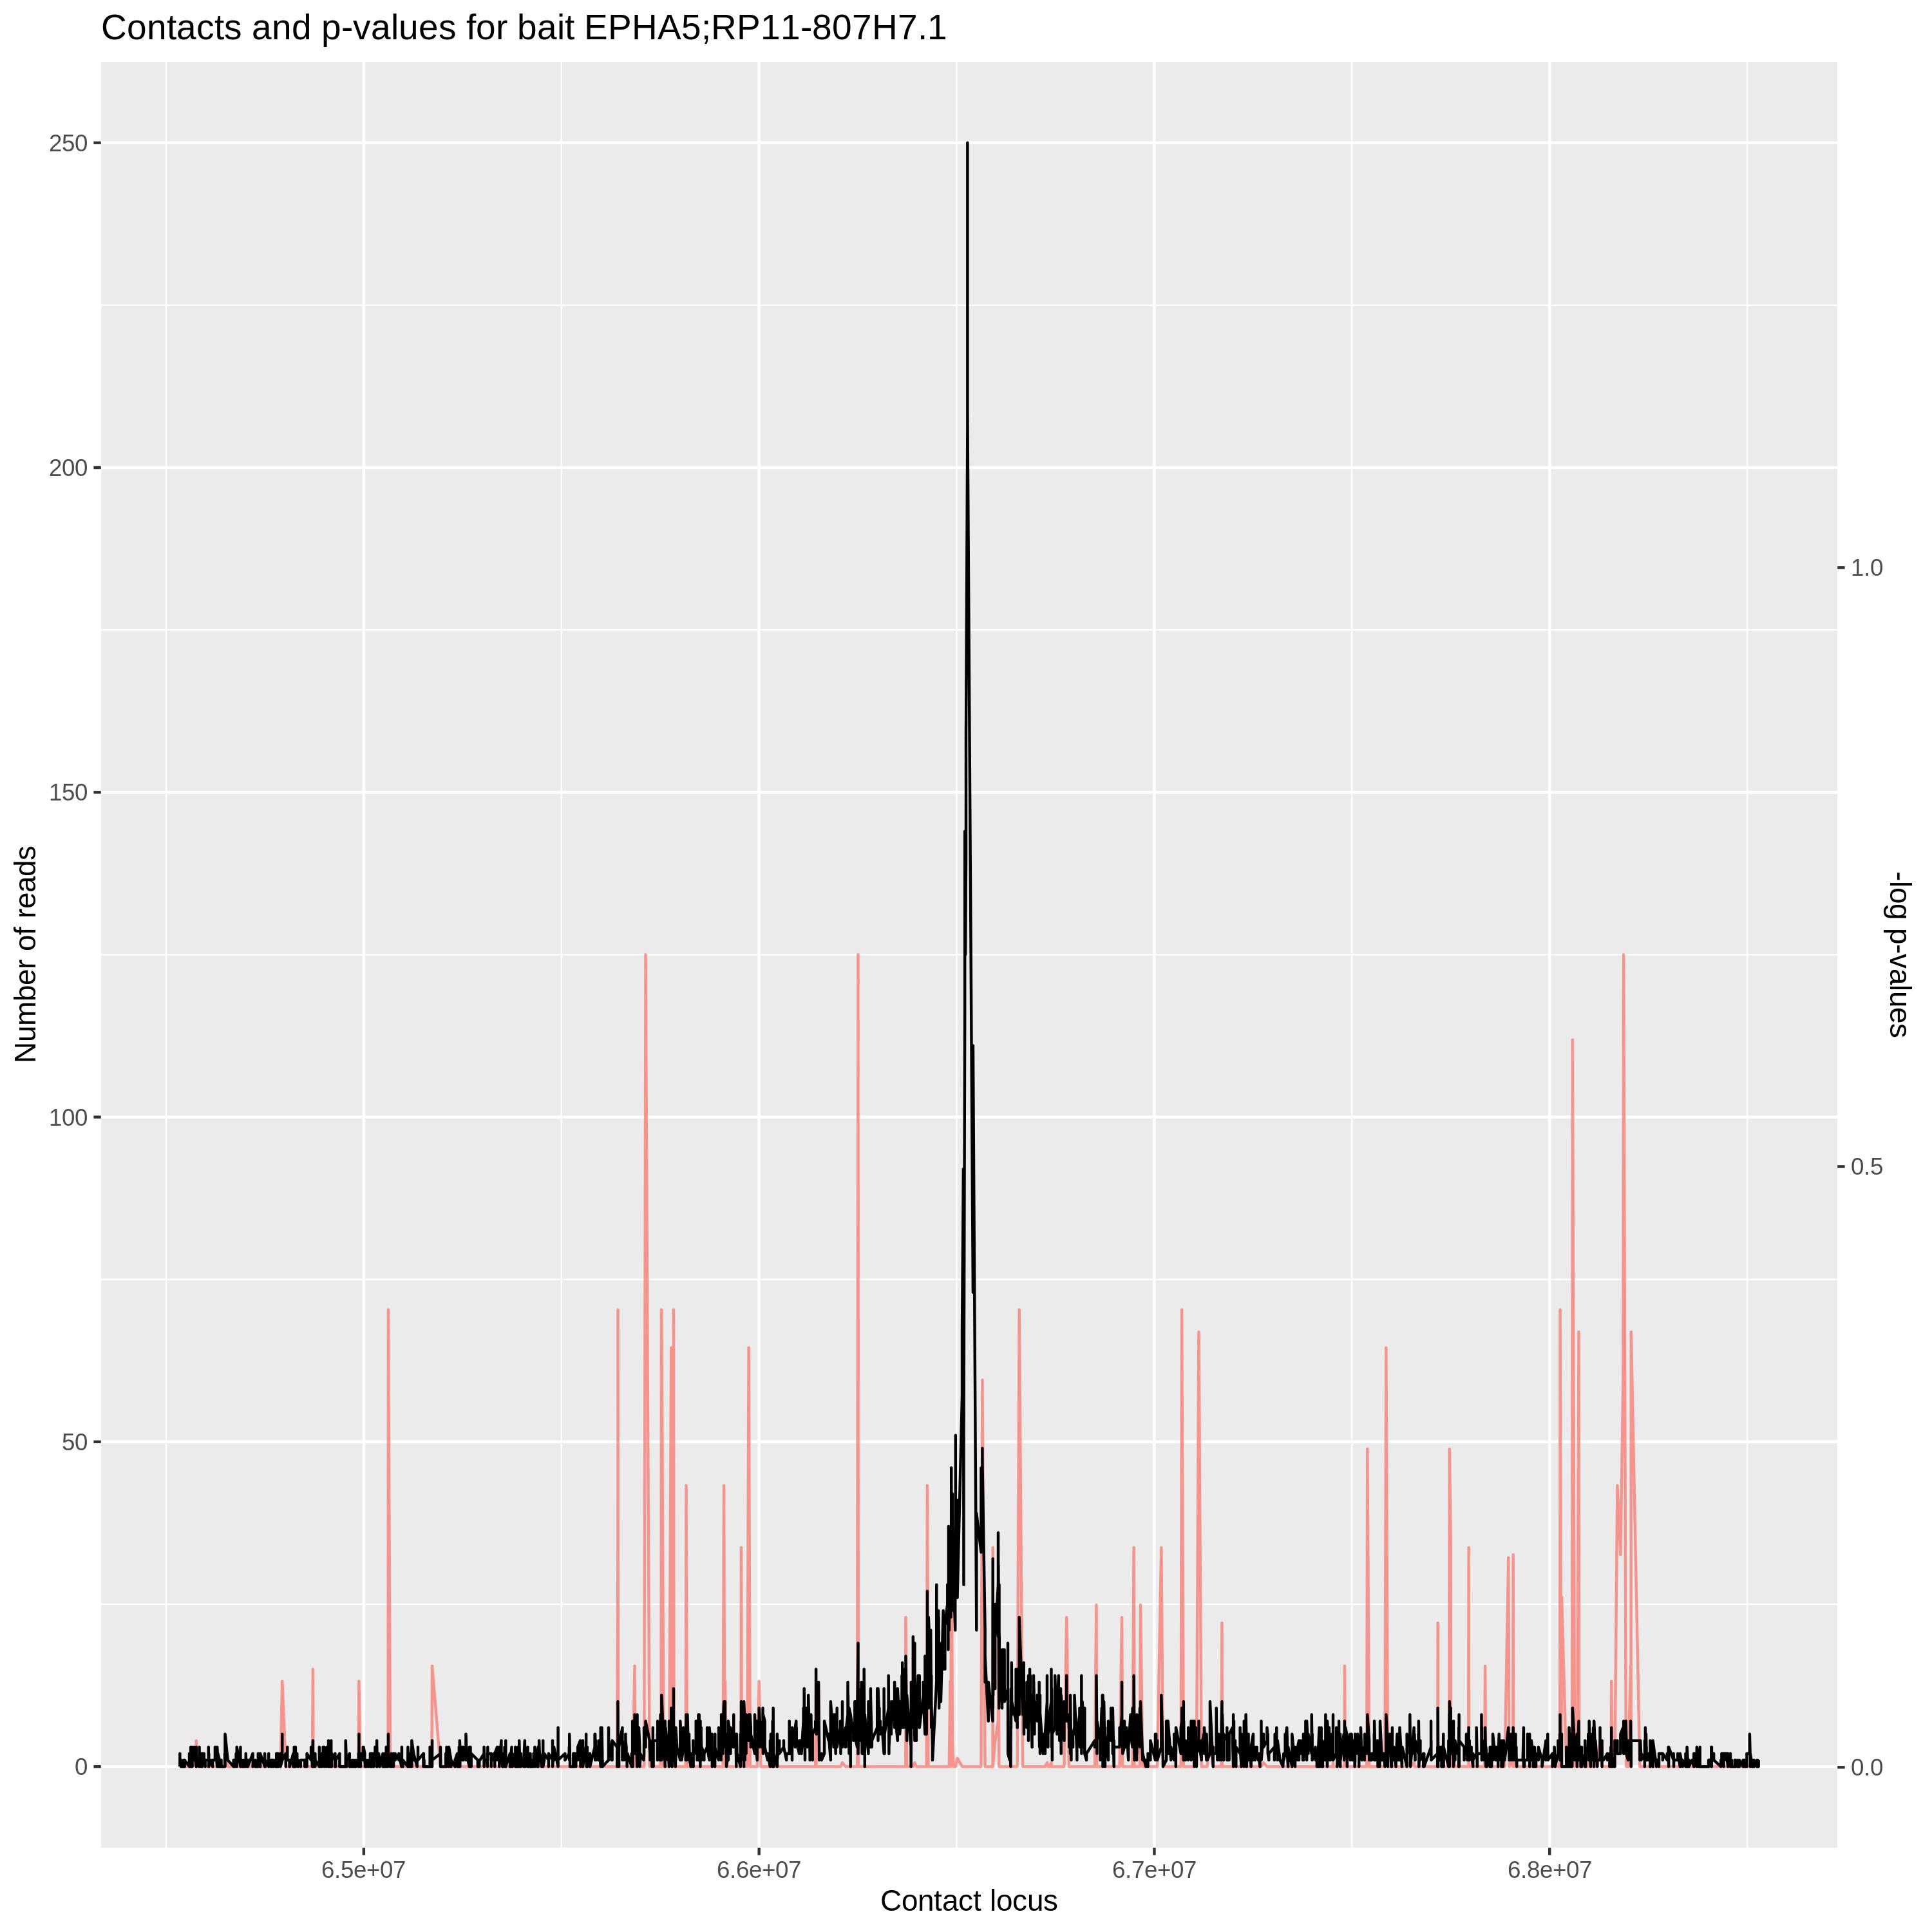 Contacts and p-values for bait EPHA5;RP11-807H7.1
250
200
150
100
50
0
Number of reads
1.0
0.5
0.0
-log p-values
6.5e+07
6.6e+07
6.7e+07
6.8e+07
Contact locus